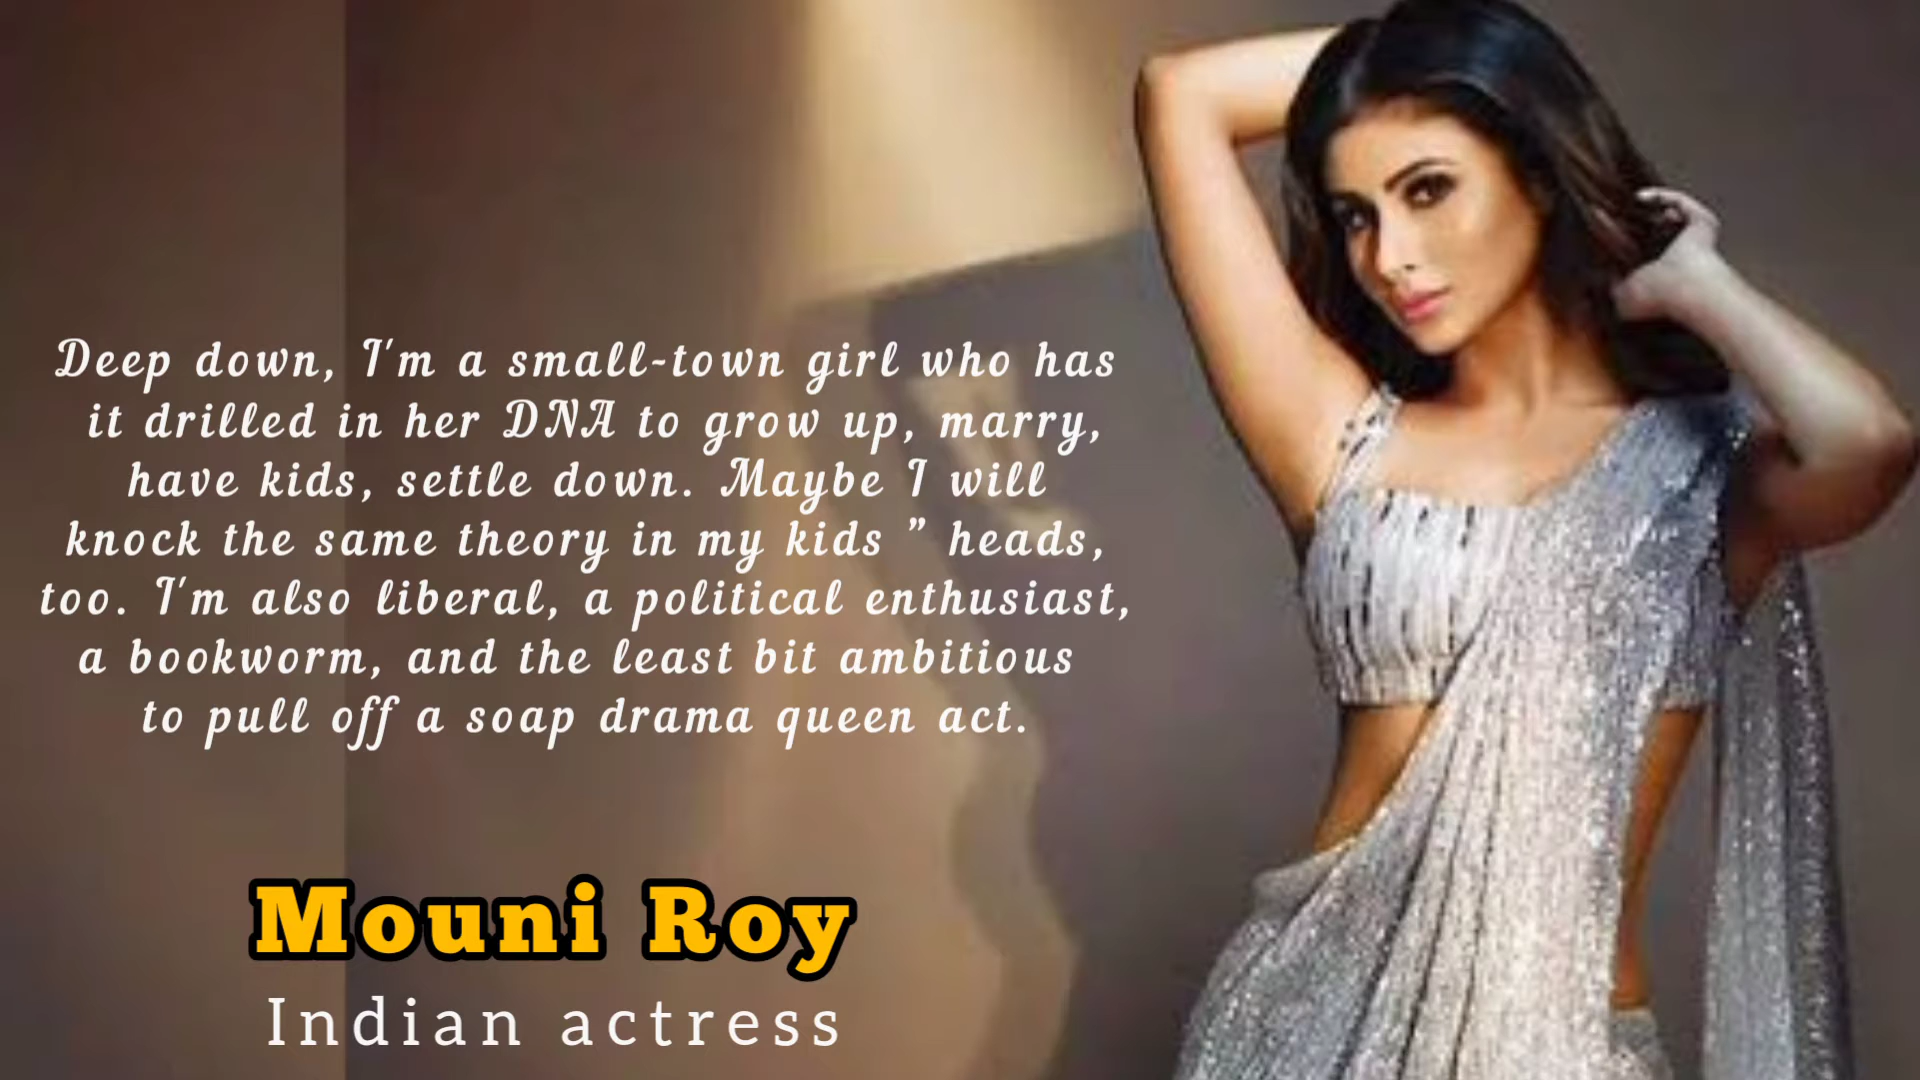 Deep down, I'm a small-town girl who has
it drilled in her DNA to grow up, marry,
have kids, settle down. Maybe I will
knock the same theory in my kids ” heads,
too. I'm also liberal, a political enthusiast,
a bookworm, and the least bit ambitious
to pull off a soap drama queen act.
Mouni Roy
Indian actress